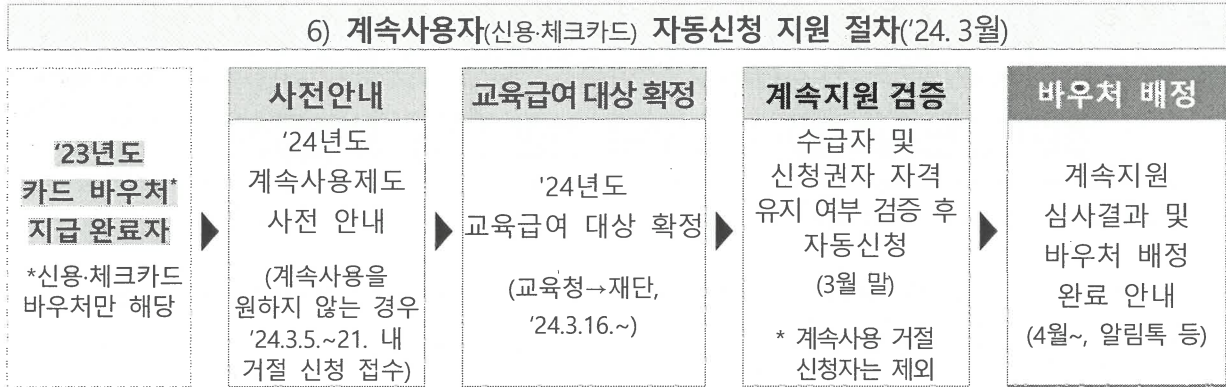 6) 계속사용자(신용·체크카드) 자동신청 지원 절차(‘24. 3월)
‘23년도
카드 바우처*
지급 완료자
*신용·체크카드
바우처만 해당
사전안내
‘24년도
계속사용제도
사전 안내
(계속사용을
원하지 않는 경우
‘24.3.5.~21. 내
거절 신청 접수)
교육급여 대상 확정
'24년도
교육급여 대상 확정
(교육청→재단,
‘24.3.16.~)
계속지원 검증
수급자 및
신청권자 자격
유지 여부 검증 후
자동신청
(3월 말)
* 계속사용 거절
신청자는 제외
바우처 배정
계속지원
심사결과 및
바우처 배정
완료 안내
(4월~, 알림톡 등)